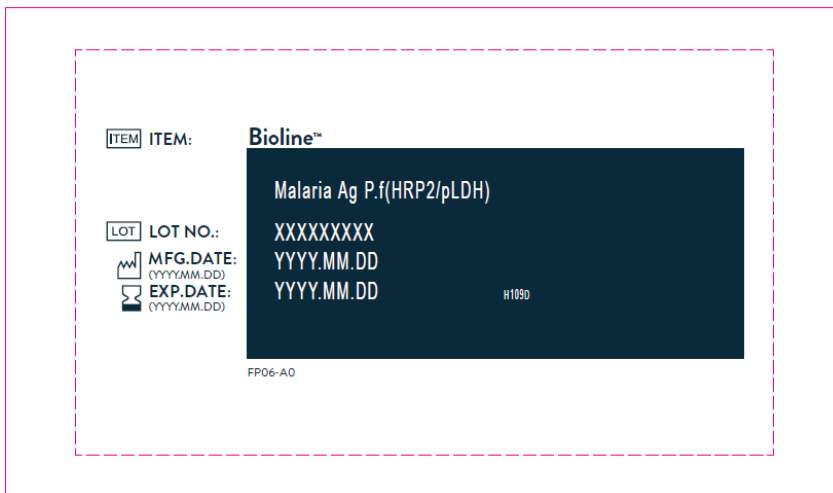 ITEM ITEM: Bioline™
Malaria Ag P.f(HRP2/pLDH)
LOT LOT NO.: XXXXXXXXX
MFG.DATE: YYYY.MM.DD
(YYYY.MM.DD)
EXP.DATE: YYYY.MM.DD H109D
(YYYY.MM.DD)
FP06-A0